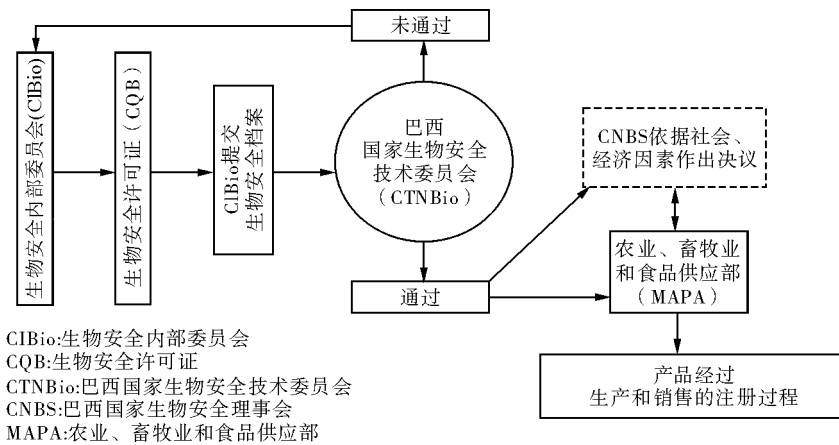 未通过
生物安全内部委员会(ClBio)
生物安全许可证（CQB）
ClBio提交
生物安全档案
巴西
国家生物安全
技术委员会
（CTNBio）
CNBS依据社会、
经济因素作出决议
农业、畜牧业
和食品供应部
（MAPA）
通过
产品经过
生产和销售的注册过程
CIBio:生物安全内部委员会
CQB:生物安全许可证
CTNBio:巴西国家生物安全技术委员会
CNBS:巴西国家生物安全理事会
MAPA:农业、畜牧业和食品供应部